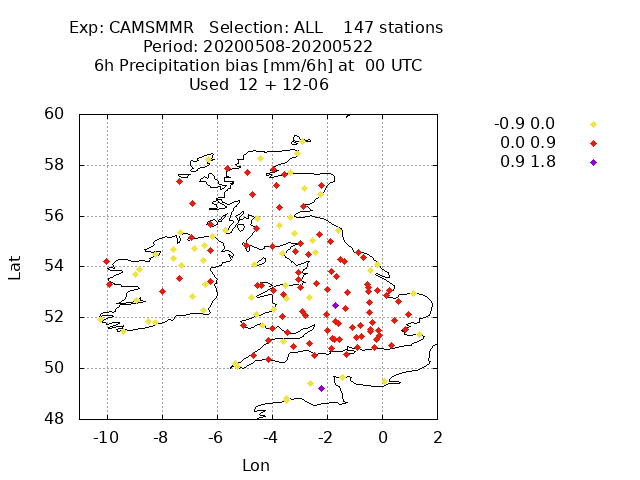 Exp: CAMSMMR   Selection: ALL    147 stations
Period: 20200508-20200522
6h Precipitation bias [mm/6h] at  00 UTC
Used  12 + 12-06
-0.9 0.0
0.0 0.9
0.9 1.8
60
58
56
54
52
50
48
Lat
-10 -8 -6 -4 -2 0 2
Lon